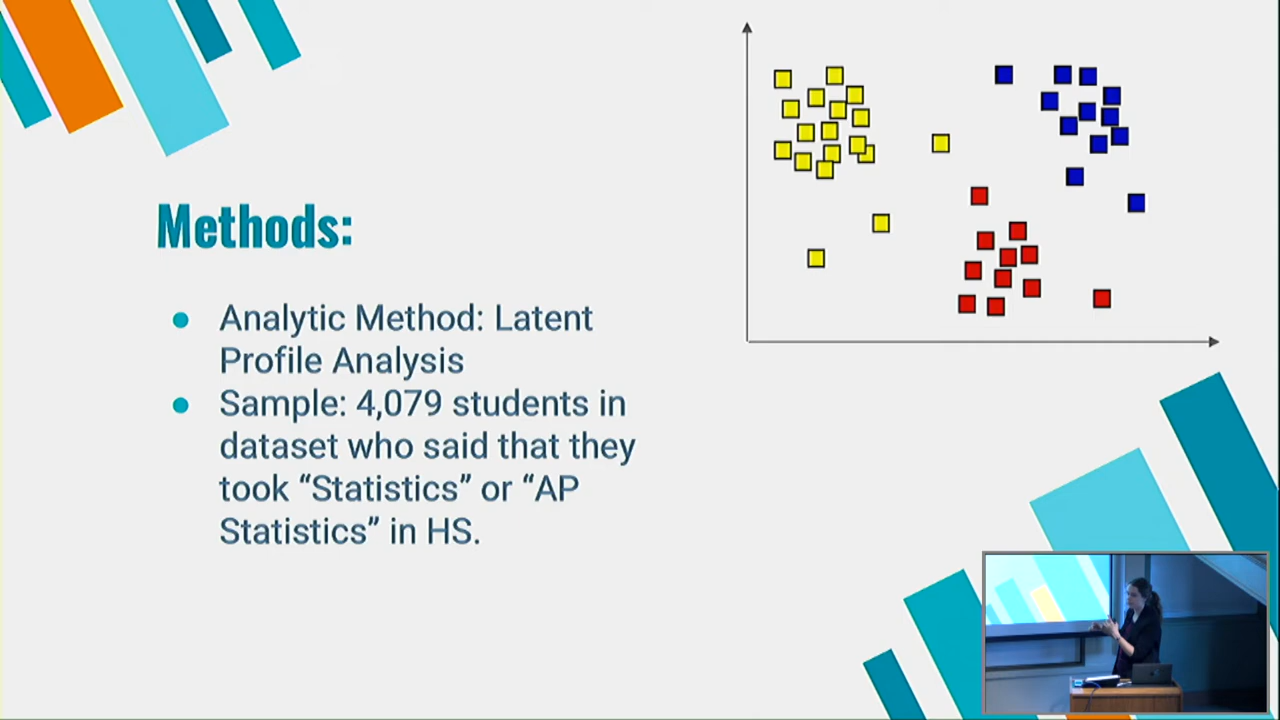 Methods:
Analytic Method: Latent
Profile Analysis
Sample: 4,079 students in
dataset who said that they
took “Statistics” or “AP
Statistics” in HS.